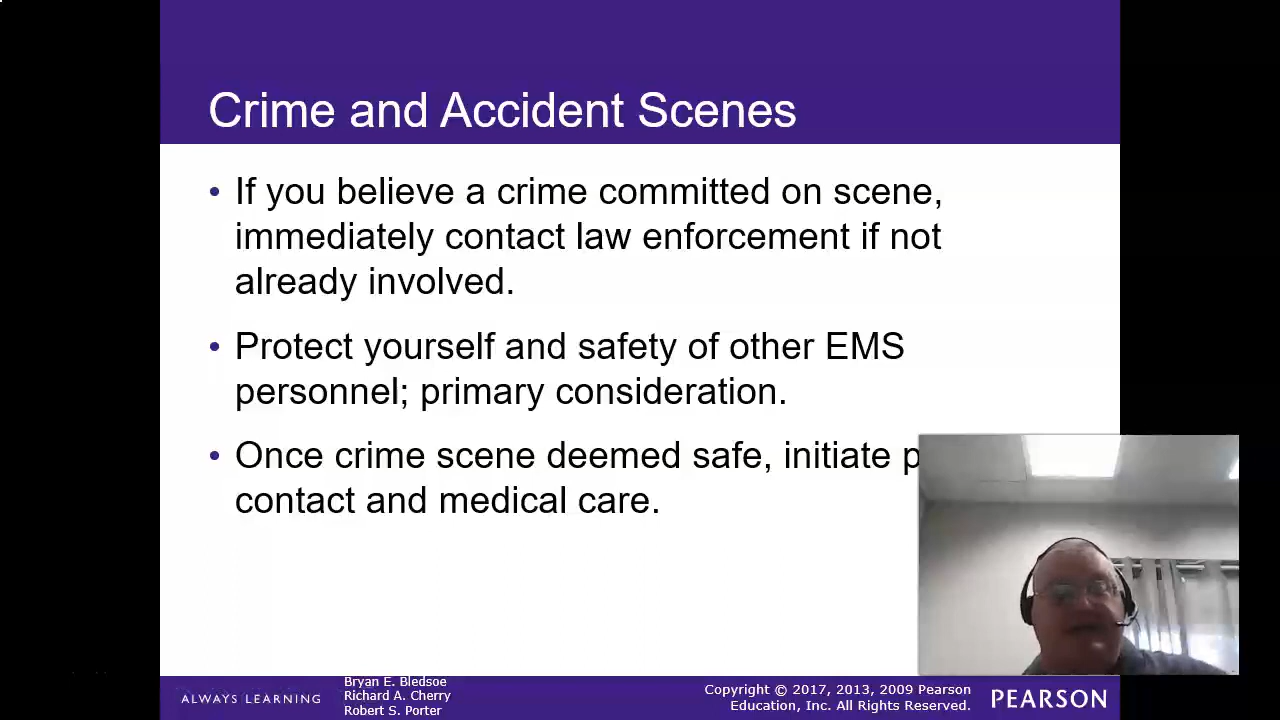 Crime and Accident Scenes
• If you believe a crime committed on scene,
immediately contact law enforcement if not
already involved.
• Protect yourself and safety of other EMS
personnel; primary consideration.
• Once crime scene deemed safe, initiate
contact and medical care.
ALWAYS LEARNING
Bryan E. Bledsoe
Richard A. Cherry
Robert S. Porter
Copyright © 2017, 2013, 2009 Pearson
Education, Inc. All Rights Reserved.
PEARSON